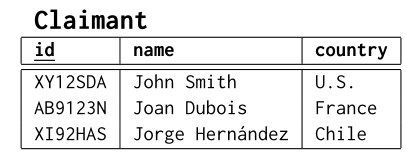 Claimant
id name country
XY12SDA John Smith U.S.
AB9123N Joan Dubois France
XI92HAS Jorge Hernández Chile